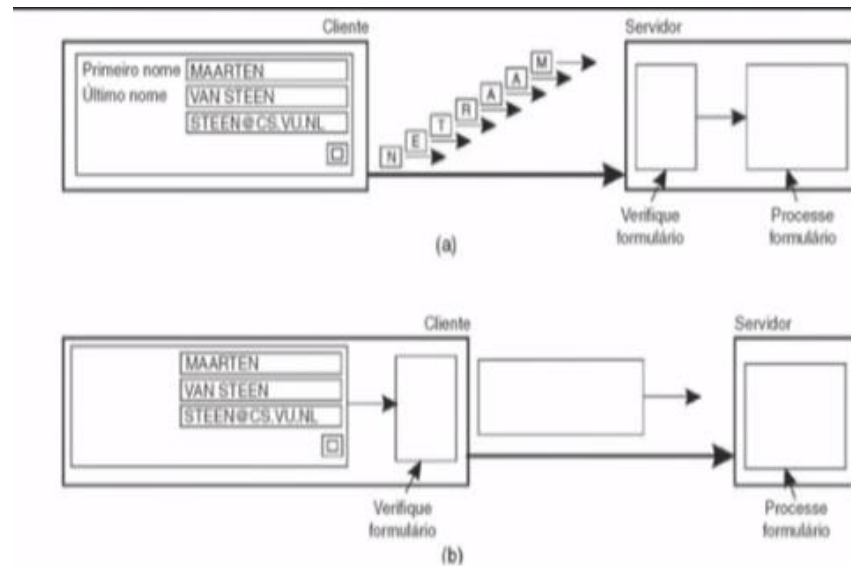 Cliente
Servidor
Primeiro nome MAARTEN
Último nome VAN STEEN
STEEN@CS.VU.NL
M
A
A
R
T
E
N
Verifique
formulário
Processe
formulário
(a)
Cliente
Servidor
MAARTEN
VAN STEEN
STEEN@CS.VU.NL
Verifique
formulário
Processe
formulário
(b)